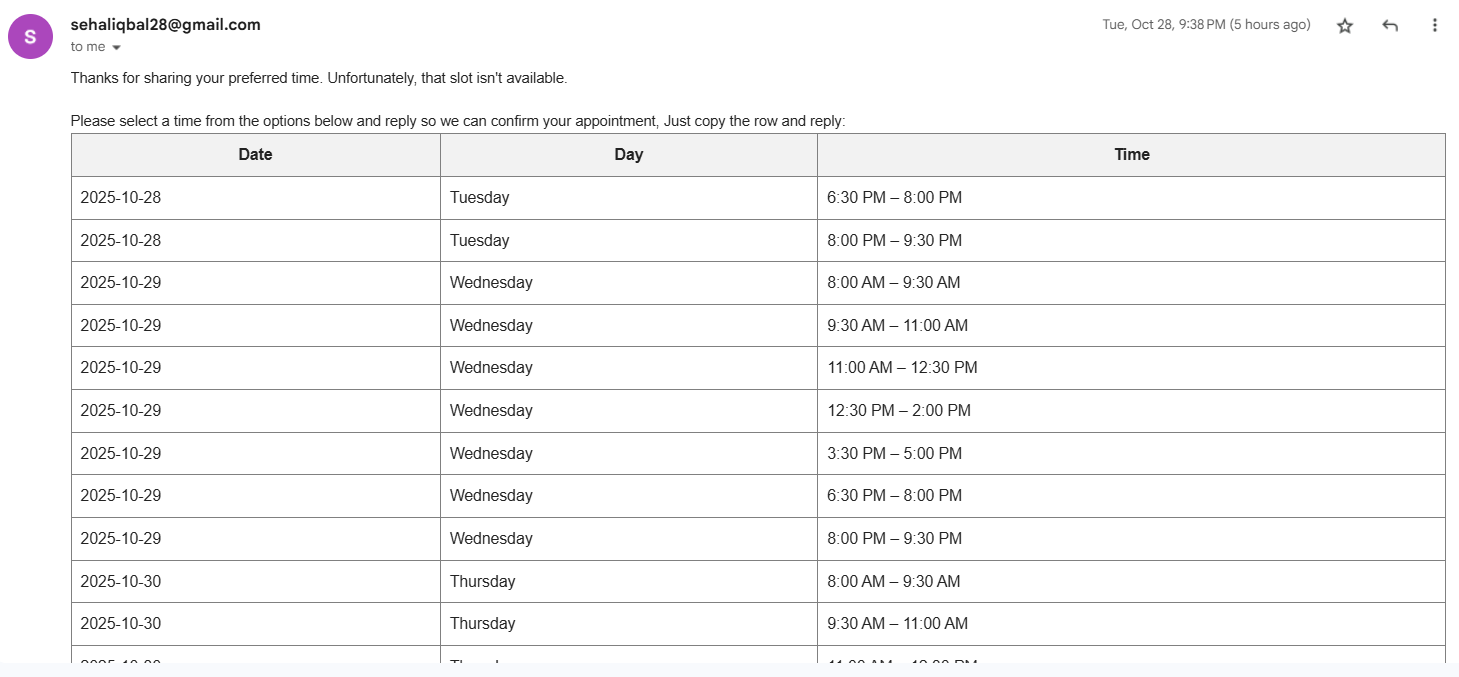 S
sehaliqbal28@gmail.com
Tue, Oct 28, 9:38 PM (5 hours ago)
to me
Thanks for sharing your preferred time. Unfortunately, that slot isn't available.
Please select a time from the options below and reply so we can confirm your appointment, Just copy the row and reply:
Date Day Time
2025-10-28 Tuesday 6:30 PM – 8:00 PM
2025-10-28 Tuesday 8:00 PM – 9:30 PM
2025-10-29 Wednesday 8:00 AM – 9:30 AM
2025-10-29 Wednesday 9:30 AM – 11:00 AM
2025-10-29 Wednesday 11:00 AM – 12:30 PM
2025-10-29 Wednesday 12:30 PM – 2:00 PM
2025-10-29 Wednesday 3:30 PM – 5:00 PM
2025-10-29 Wednesday 6:30 PM – 8:00 PM
2025-10-29 Wednesday 8:00 PM – 9:30 PM
2025-10-30 Thursday 8:00 AM – 9:30 AM
2025-10-30 Thursday 9:30 AM – 11:00 AM